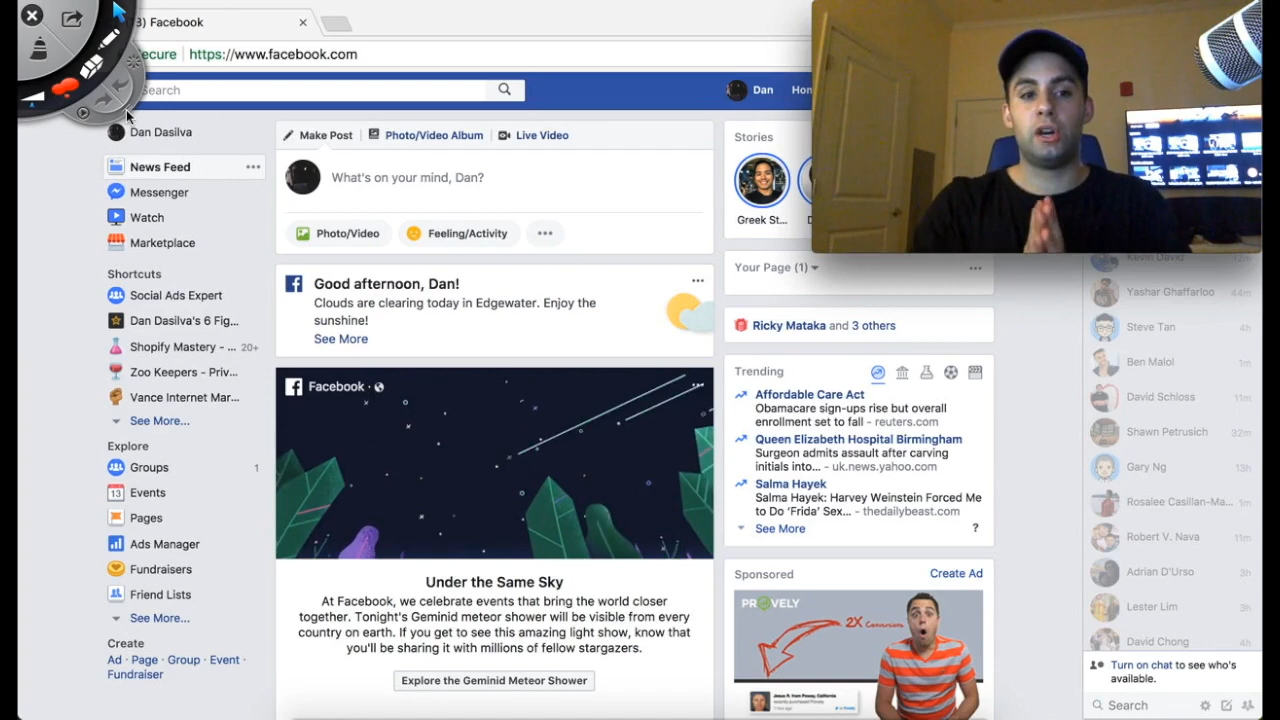 3) Facebook
ecure
https://www.facebook.com
earch
Dan
Hon
Dan Dasilva
News Feed
Messenger
Watch
Marketplace
Shortcuts
Social Ads Expert
Dan Dasilva's 6 Fig...
Shopify Mastery - ... 20+
Zoo Keepers - Priv...
Vance Internet Mar...
See More...
Explore
Groups 1
13 Events
Pages
Ads Manager
Fundraisers
Friend Lists
See More...
Create
Ad · Page · Group · Event ·
Fundraiser
Make Post
Photo/Video Album
Live Video
What's on your mind, Dan?
Photo/Video
Feeling/Activity
Good afternoon, Dan!
Clouds are clearing today in Edgewater. Enjoy the
sunshine!
See More
Facebook ·
Under the Same Sky
At Facebook, we celebrate events that bring the world closer
together. Tonight's Geminid meteor shower will be visible from every
country on earth. If you get to see this amazing light show, know that
you'll be sharing it with millions of fellow stargazers.
Explore the Geminid Meteor Shower
Stories
Greek St...
Your Page (1)
Ricky Mataka and 3 others
Trending
Affordable Care Act
Obamacare sign-ups rise but overall
enrollment set to fall - reuters.com
Queen Elizabeth Hospital Birmingham
Surgeon admits assault after carving
initials into... - uk.news.yahoo.com
Salma Hayek
Salma Hayek: Harvey Weinstein Forced Me
to Do 'Frida' Sex... - thedailybeast.com
See More
?
Sponsored
Create Ad
PROVELY
2X Conversions
Kevin David 12m
Yashar Ghaffarloo 44m
Steve Tan 4h
Ben Malol 1m
David Schloss 11m
Shawn Petrusich 32m
Gary Ng 13h
Rosalee Casillan-Ma... 1m
Robert V. Nava 1m
Adrian D'Urso 3h
Lester Lim 3h
David Chong 4h
Turn on chat to see who's
available.
Search